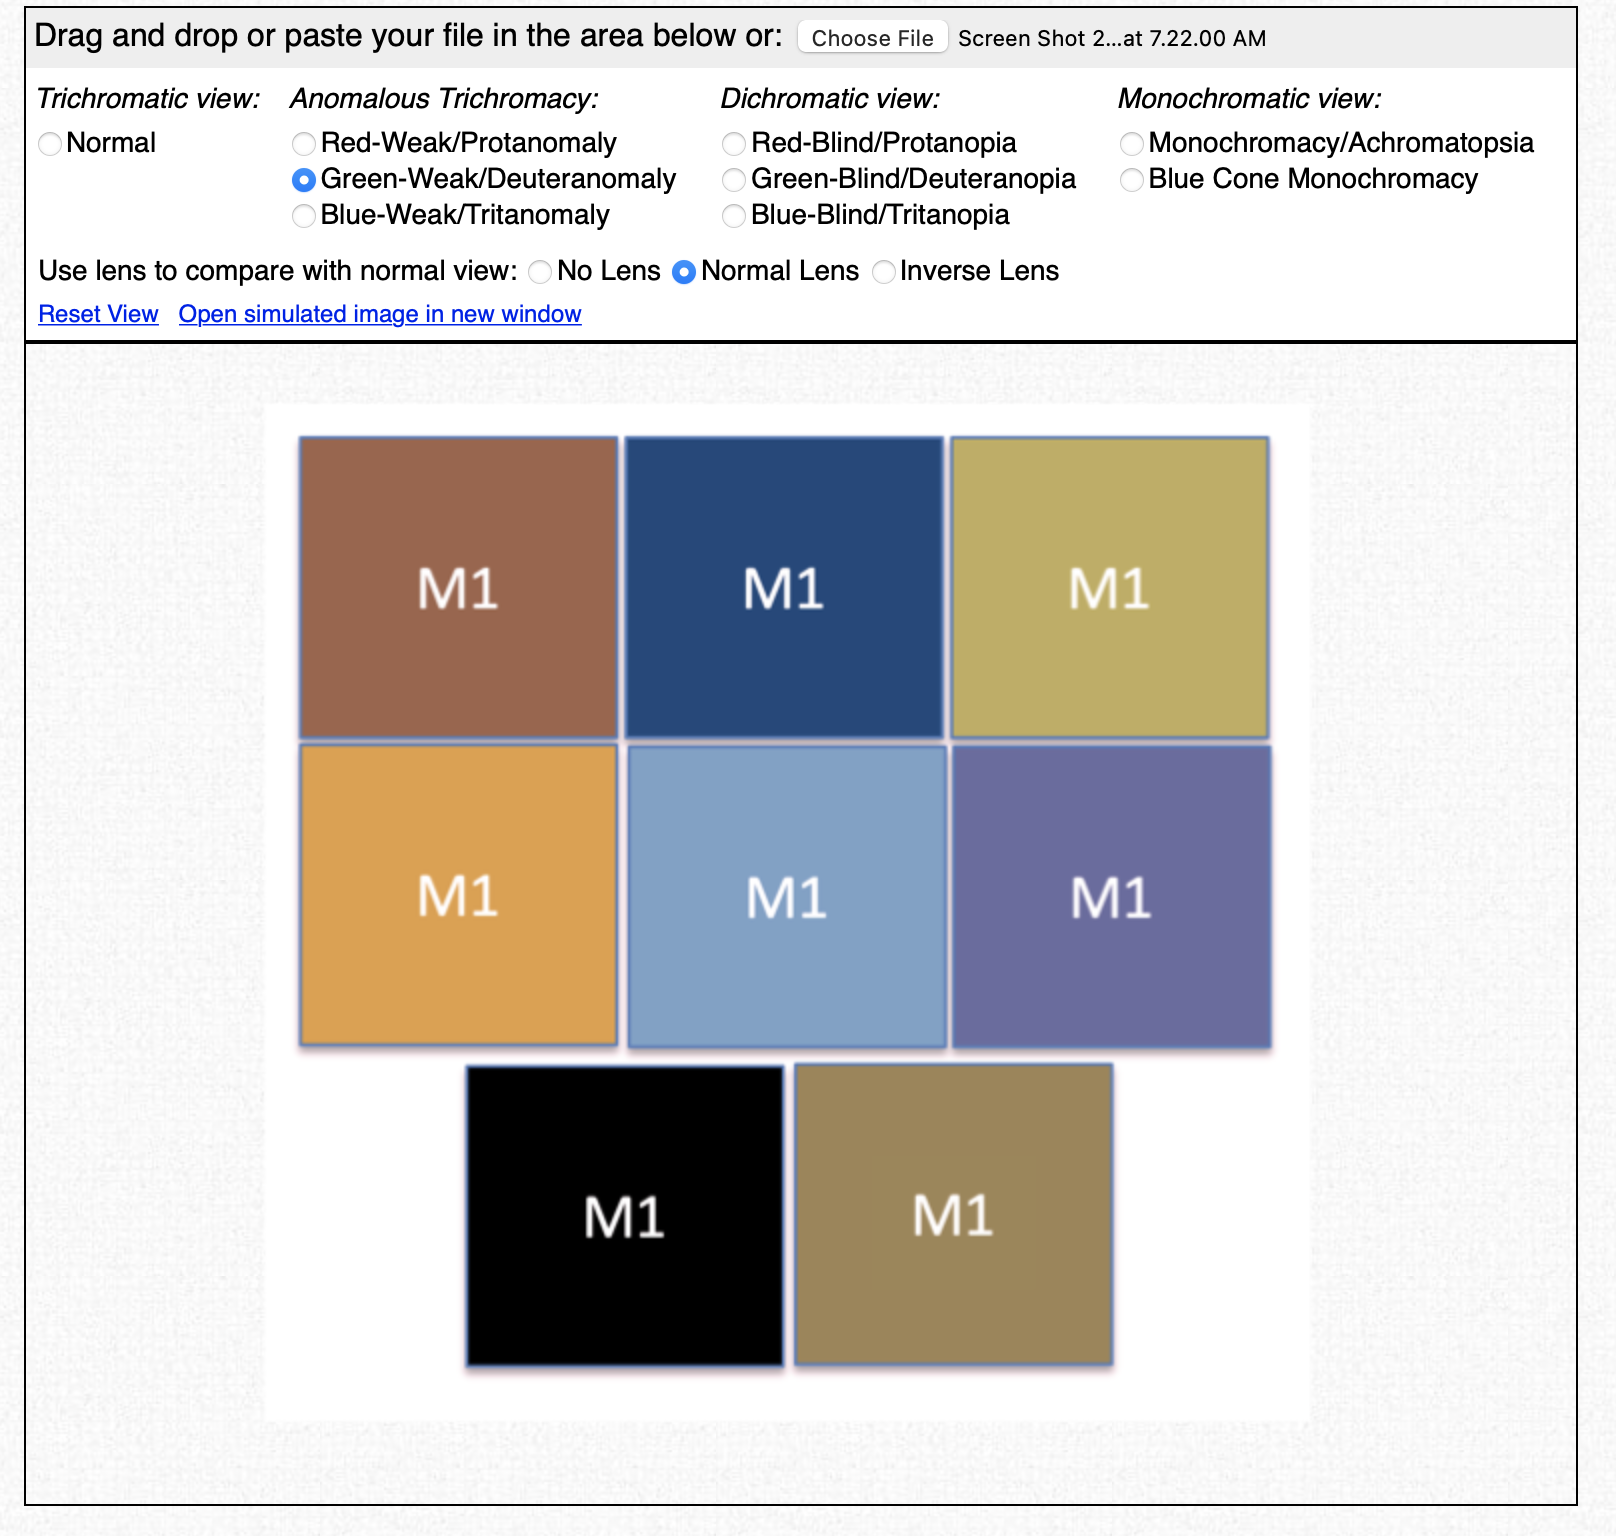 Drag and drop or paste your file in the area below or: Choose File Screen Shot 2...at 7.22.00 AM
Trichromatic view: Anomalous Trichromacy: Dichromatic view: Monochromatic view:
Normal Red-Weak/Protanomaly Red-Blind/Protanopia Monochromacy/Achromatopsia
Green-Weak/Deuteranomaly Green-Blind/Deuteranopia Blue Cone Monochromacy
Blue-Weak/Tritanomaly Blue-Blind/Tritanopia
Use lens to compare with normal view: No Lens Normal Lens Inverse Lens
Reset View Open simulated image in new window
M1 M1 M1
M1 M1 M1
M1 M1